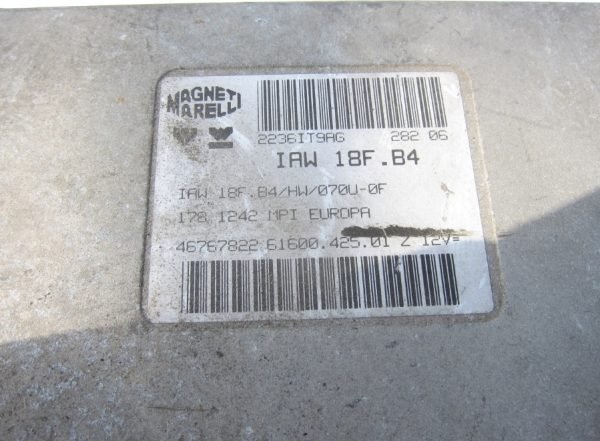 MAGNETI
MARELLI
2236IT9AG 282 06
IAW 18F.B4
IAW 18F.B4/HW/070U-0F
178 1242 MPI EUROPA
46767822 61600.425.01 Z 12V=